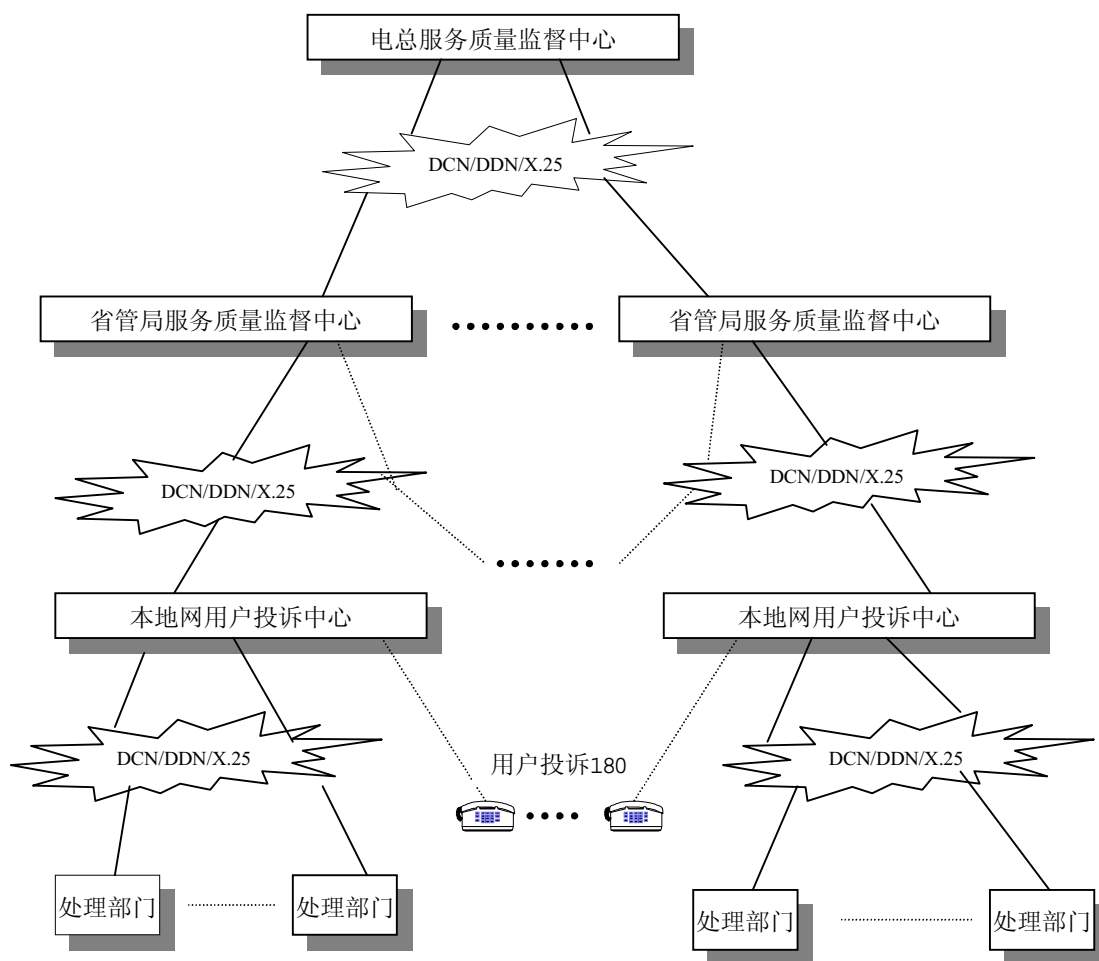 电总服务质量监督中心
DCN/DDN/X.25
省管局服务质量监督中心
省管局服务质量监督中心
DCN/DDN/X.25
DCN/DDN/X.25
本地网用户投诉中心
本地网用户投诉中心
DCN/DDN/X.25
用户投诉180
DCN/DDN/X.25
处理部门
处理部门
处理部门
处理部门